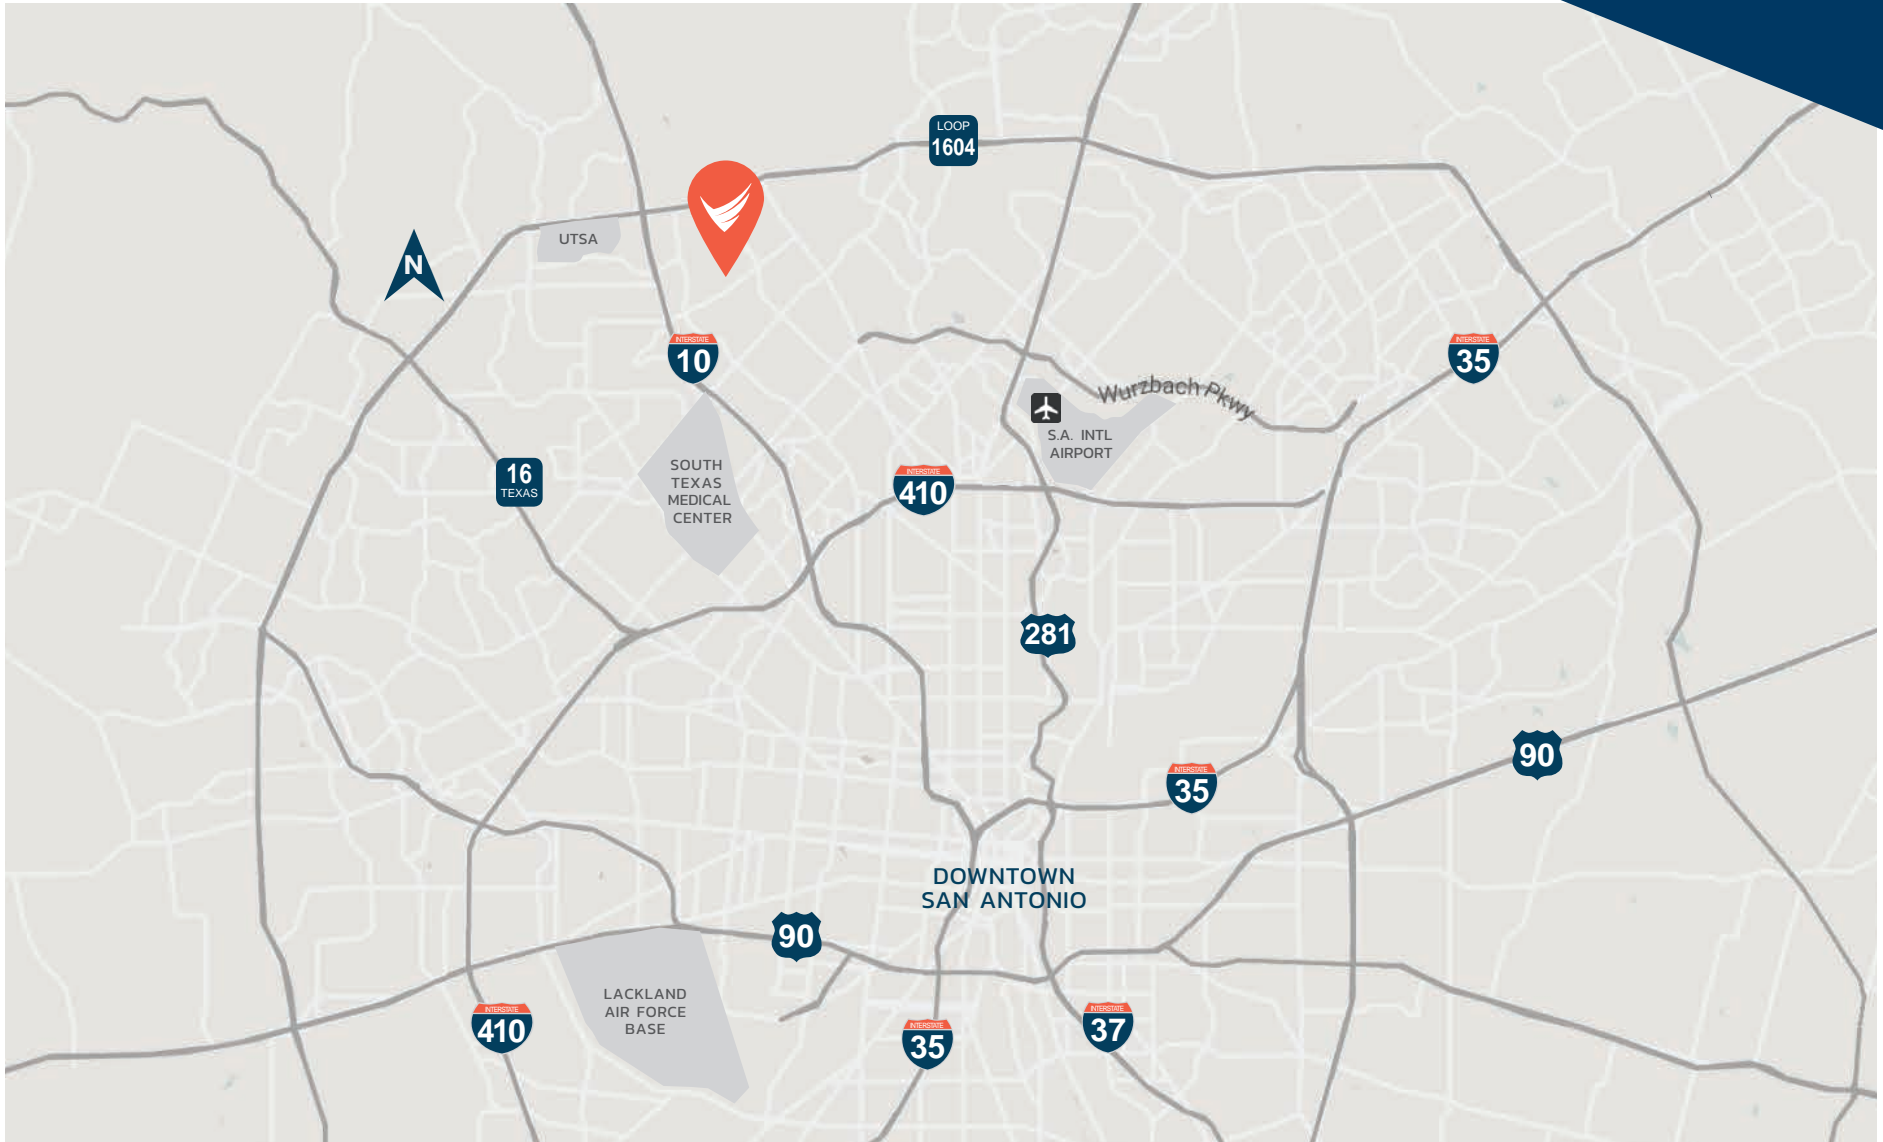 LOOP
1604
UTSA
N
INTERSTATE
10
INTERSTATE
35
Wurzbach Pkwy
S.A. INTL
AIRPORT
SOUTH
TEXAS
MEDICAL
CENTER
16
TEXAS
INTERSTATE
410
281
90
INTERSTATE
35
DOWNTOWN
SAN ANTONIO
90
LACKLAND
AIR FORCE
BASE
INTERSTATE
410
INTERSTATE
35
INTERSTATE
37